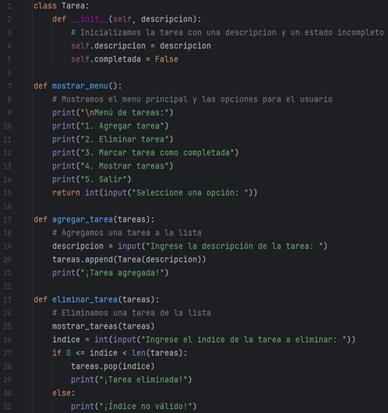 1 class Tarea:
2     def __init__(self, descripcion):
3         # Inicializamos la tarea con una descripcion y un estado incompleto
4         self.descripcion = descripcion
5         self.completada = False
6
7 def mostrar_menu():
8     # Mostramos el menu principal y las opciones para el usuario
9     print("\nMenú de tareas:")
10     print("1. Agregar tarea")
11     print("2. Eliminar tarea")
12     print("3. Marcar tarea como completada")
13     print("4. Mostrar tareas")
14     print("5. Salir")
15     return int(input("Seleccione una opción: "))
16
17 def agregar_tarea(tareas):
18     # Agregamos una tarea a la lista
19     descripcion = input("Ingrese la descripción de la tarea: ")
20     tareas.append(Tarea(descripcion))
21     print("¡Tarea agregada!")
22
23 def eliminar_tarea(tareas):
24     # Eliminamos una tarea de la lista
25     mostrar_tareas(tareas)
26     indice = int(input("Ingrese el índice de la tarea a eliminar: "))
27     if 0 <= indice < len(tareas):
28         tareas.pop(indice)
29         print("¡Tarea eliminada!")
30     else:
31         print("¡Índice no válido!")